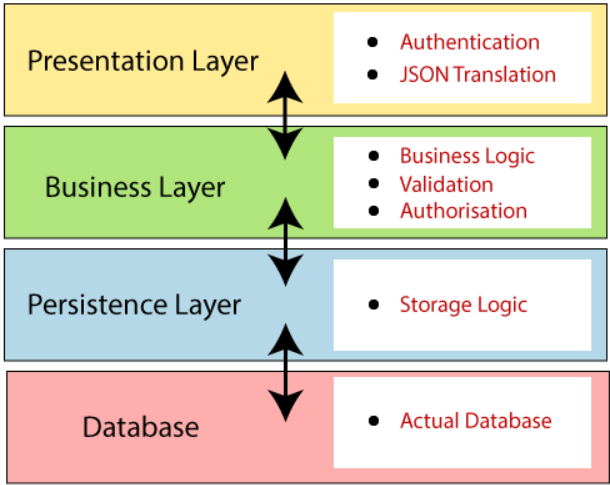 Presentation Layer
• Authentication
• JSON Translation
Business Layer
• Business Logic
• Validation
• Authorisation
Persistence Layer
• Storage Logic
Database
• Actual Database